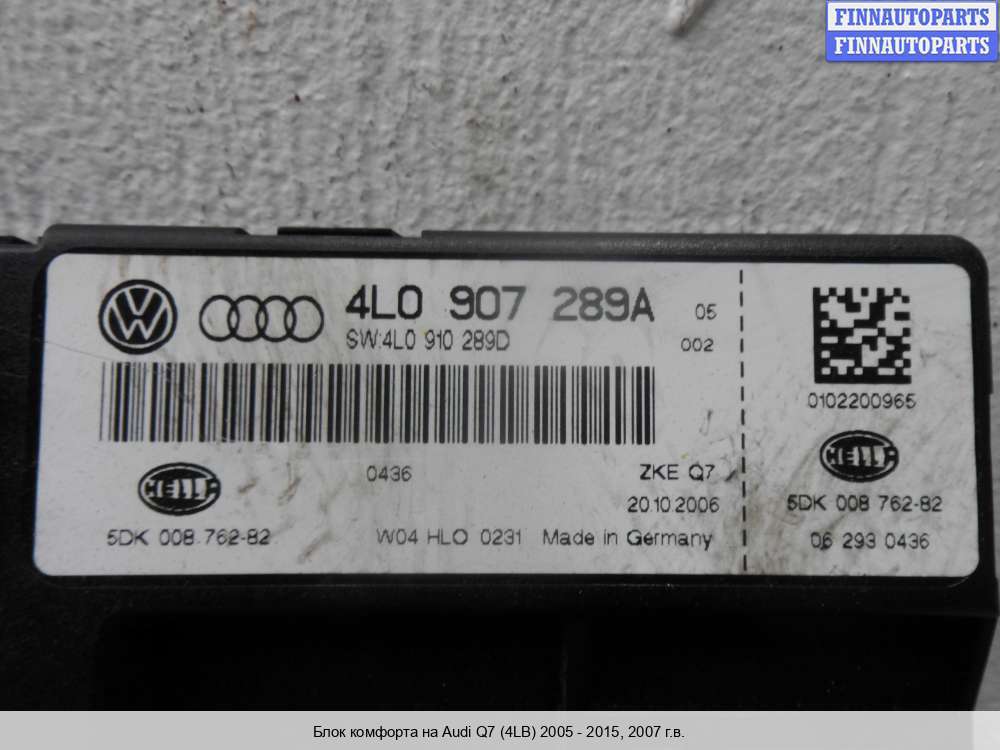 FINNAUTOPARTS
FINNAUTOPARTS
4L0 907 289A 05
SW:4L0 910 289D 002
0102200965
0436 ZKE Q7
HELLA
HELLA
20.10.2006
5DK 008 762-82
5DK 008 762-82
W04 HLO 0231 Made in Germany
06 293 0436
Блок комфорта на Audi Q7 (4LB) 2005 - 2015, 2007 г.в.